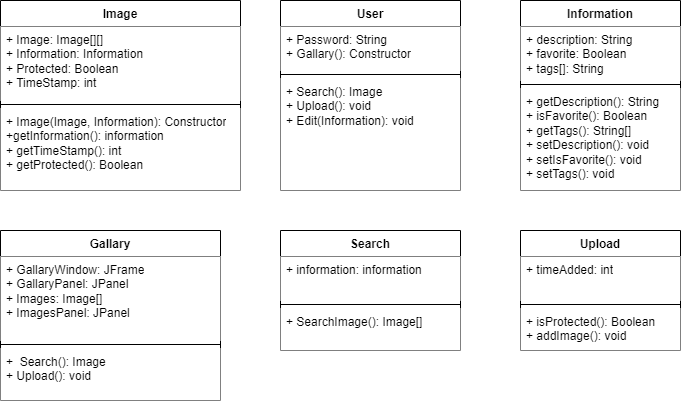 Image
+ Image: Image[][]
+ Information: Information
+ Protected: Boolean
+ TimeStamp: int
+ Image(Image, Information): Constructor
+getInformation(): information
+ getTimeStamp(): int
+ getProtected(): Boolean
User
+ Password: String
+ Gallary(): Constructor
+ Search(): Image
+ Upload(): void
+ Edit(Information): void
Information
+ description: String
+ favorite: Boolean
+ tags[]: String
+ getDescription(): String
+ isFavorite(): Boolean
+ getTags(): String[]
+ setDescription(): void
+ setIsFavorite(): void
+ setTags(): void
Gallary
+ GallaryWindow: JFrame
+ GallaryPanel: JPanel
+ Images: Image[]
+ ImagesPanel: JPanel
+ Search(): Image
+ Upload(): void
Search
+ information: information
+ SearchImage(): Image[]
Upload
+ timeAdded: int
+ isProtected(): Boolean
+ addImage(): void